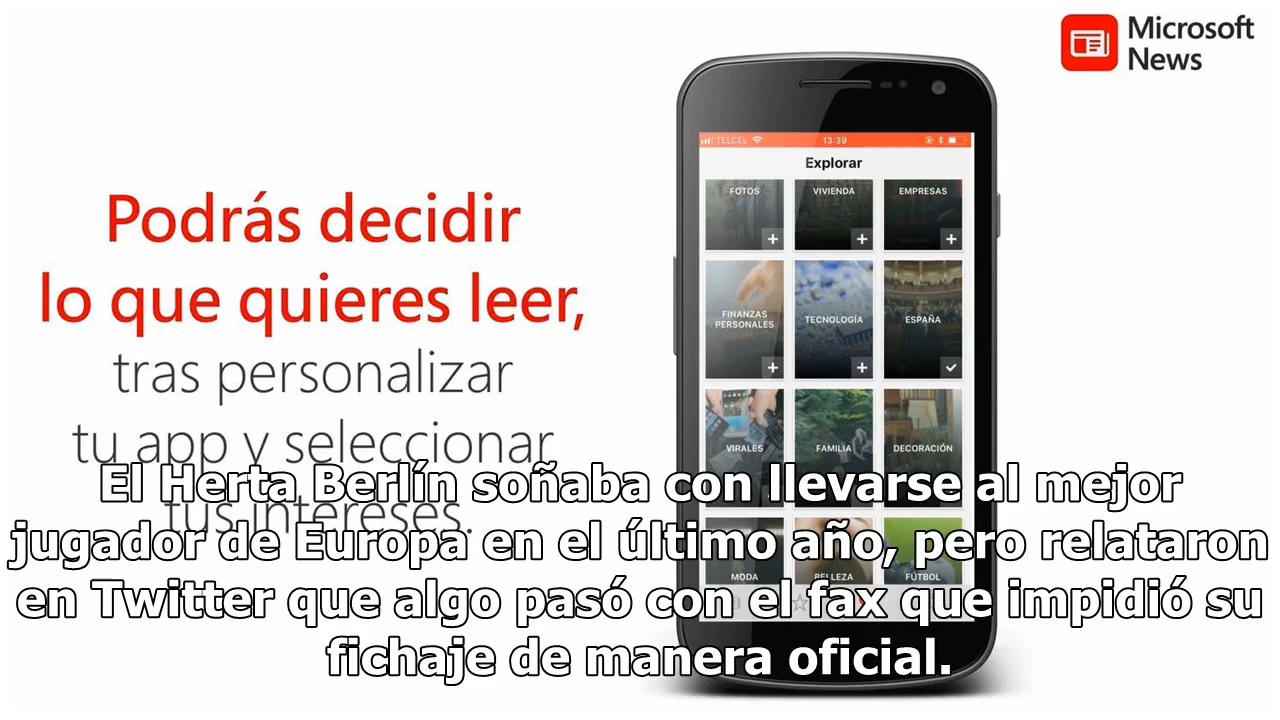 Microsoft
News
Podrás decidir
lo que quieres leer,
tras personalizar
tu app y seleccionar
tus intereses.
TELCEL 13:39
Explorar
FOTOS VIVIENDA EMPRESAS
FINANZAS
PERSONALES TECNOLOGÍA ESPAÑA
VIRALES FAMILIA DECORACIÓN
MODA BELLEZA FÚTBOL
El Herta Berlín soñaba con llevarse al mejor
jugador de Europa en el último año, pero relataron
en Twitter que algo pasó con el fax que impidió su
fichaje de manera oficial.